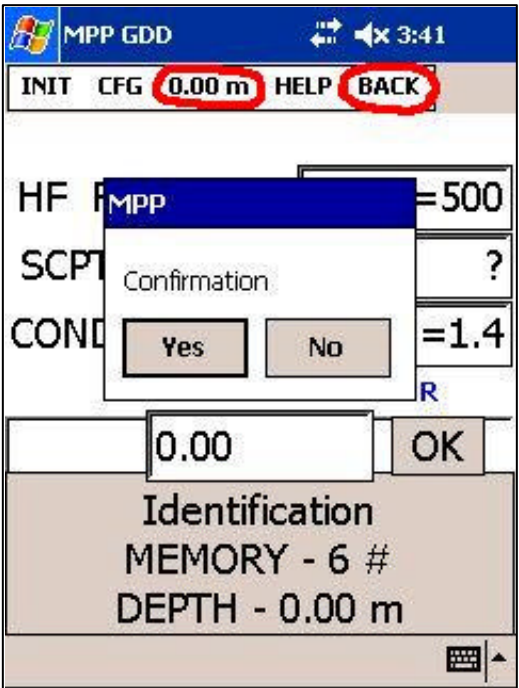 MPP GDD 3:41
INIT CFG 0.00 m HELP BACK
HF =500
MPP
SCPT ?
Confirmation
COND =1.4
Yes No
R
0.00 OK
Identification
MEMORY - 6 #
DEPTH - 0.00 m